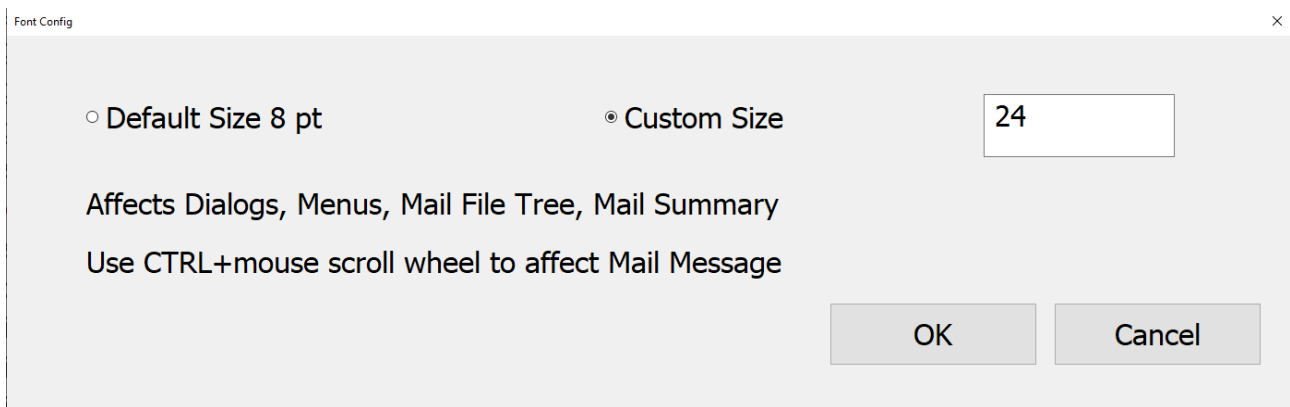 Font Config
Default Size 8 pt
Custom Size
24
Affects Dialogs, Menus, Mail File Tree, Mail Summary
Use CTRL+mouse scroll wheel to affect Mail Message
OK
Cancel